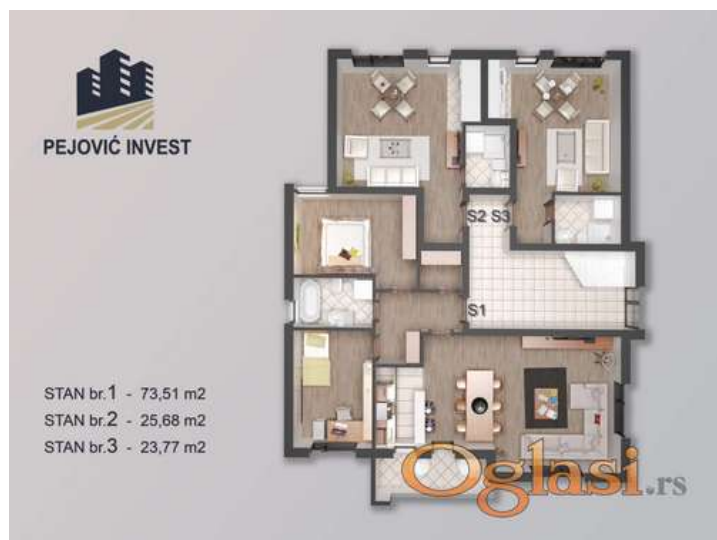 PEJOVIĆ INVEST
S2 S3
S1
STAN br.1 - 73,51 m2
STAN br.2 - 25,68 m2
STAN br.3 - 23,77 m2
Oglasi.rs